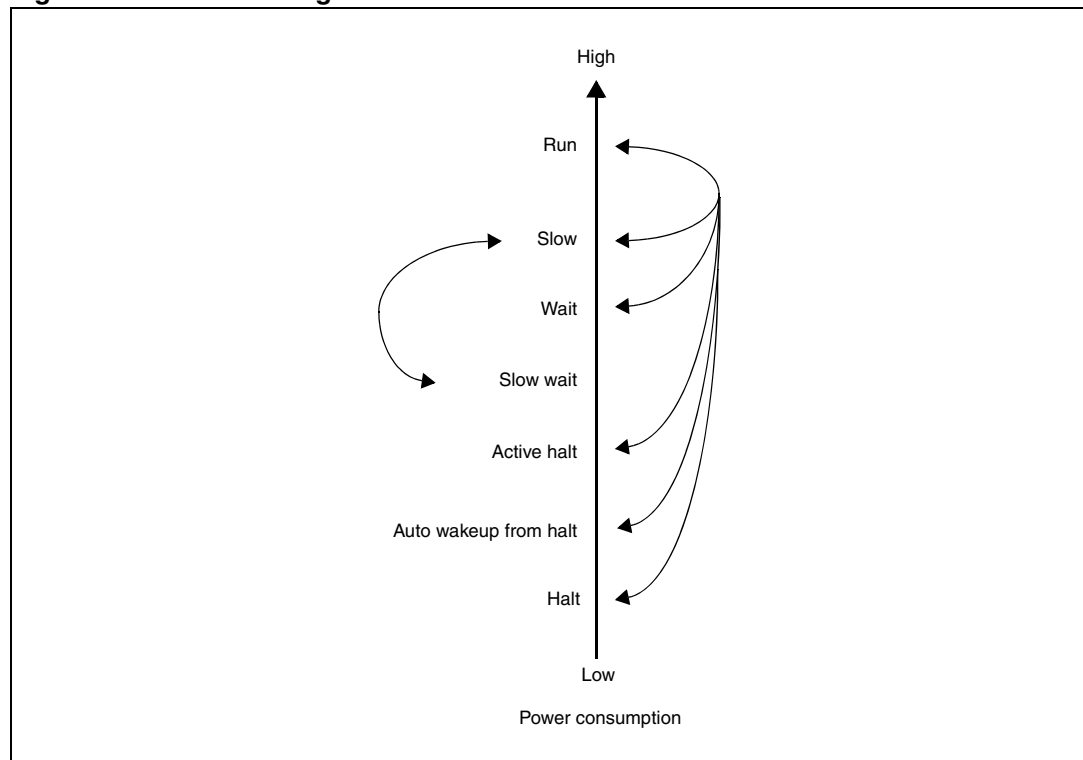 High
Run
Slow
Wait
Slow wait
Active halt
Auto wakeup from halt
Halt
Low
Power consumption